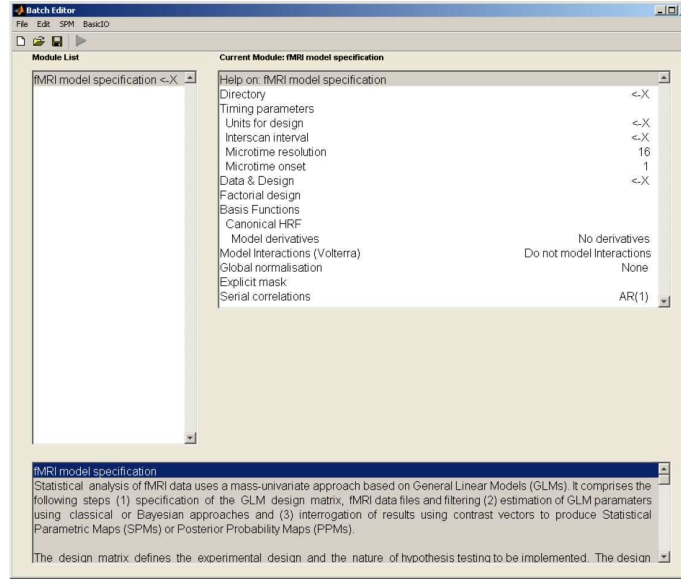 Batch Editor
File Edit SPM BasicIO
Module List
Current Module: fMRI model specification
fMRI model specification <-X
Help on: fMRI model specification
Directory <-X
Timing parameters
Units for design <-X
Interscan interval <-X
Microtime resolution 16
Microtime onset 1
Data & Design <-X
Factorial design
Basis Functions
Canonical HRF
Model derivatives No derivatives
Model Interactions (Volterra) Do not model Interactions
Global normalisation None
Explicit mask
Serial correlations AR(1)
fMRI model specification
Statistical analysis of fMRI data uses a mass-univariate approach based on General Linear Models (GLMs). It comprises the
following steps (1) specification of the GLM design matrix, fMRI data files and filtering (2) estimation of GLM paramaters
using classical or Bayesian approaches and (3) interrogation of results using contrast vectors to produce Statistical
Parametric Maps (SPMs) or Posterior Probability Maps (PPMs).
The design matrix defines the experimental design and the nature of hypothesis testing to be implemented. The design